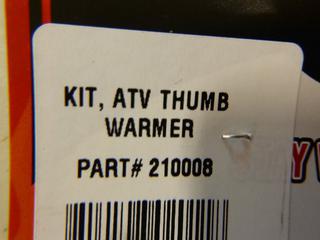 KIT, ATV THUMB
WARMER
PART# 210008